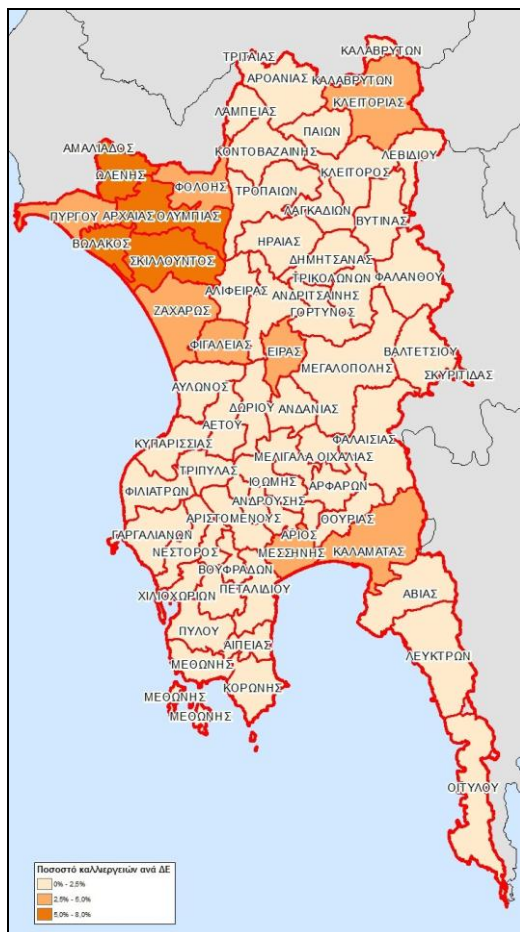 ΚΑΛΑΒΡΥΤΩΝ
ΤΡΙΤΑΙΑΣ
ΑΡΟΑΝΙΑΣ
ΚΑΛΑΒΡΥΤΩΝ
ΚΛΕΙΤΟΡΙΑΣ
ΛΑΜΠΕΙΑΣ
ΠΑΙΩΝ
ΑΜΑΛΙΑΔΟΣ
ΚΟΝΤΟΒΑΖΑΙΝΗΣ
ΛΕΒΙΔΙΟΥ
ΩΛΕΝΗΣ
ΚΛΕΙΤΟΡΟΣ
ΦΟΛΟΗΣ
ΤΡΟΠΑΙΩΝ
ΛΑΓΚΑΔΙΩΝ
ΠΥΡΓΟΥ
ΑΡΧΑΙΑΣ ΟΛΥΜΠΙΑΣ
ΒΥΤΙΝΑΣ
ΒΩΛΑΚΟΣ
ΗΡΑΙΑΣ
ΣΚΙΛΛΟΥΝΤΟΣ
ΔΗΜΗΤΣΑΝΑΣ
ΤΡΙΚΟΛΩΝΩΝ
ΦΑΛΑΝΘΟΥ
ΑΛΙΦΕΙΡΑΣ
ΑΝΔΡΙΤΣΑΙΝΗΣ
ΖΑΧΑΡΩΣ
ΓΟΡΤΥΝΟΣ
ΦΙΓΑΛΕΙΑΣ
ΕΙΡΑΣ
ΒΑΛΤΕΤΣΙΟΥ
ΜΕΓΑΛΟΠΟΛΗΣ
ΣΚΥΡΙΤΙΔΑΣ
ΑΥΛΩΝΟΣ
ΔΩΡΙΟΥ
ΑΝΔΑΝΙΑΣ
ΑΕΤΟΥ
ΚΥΠΑΡΙΣΣΙΑΣ
ΦΑΛΑΙΣΙΑΣ
ΜΕΛΙΓΑΛΑ
ΟΙΧΑΛΙΑΣ
ΤΡΙΠΥΛΑΣ
ΙΘΩΜΗΣ
ΑΡΦΑΡΩΝ
ΦΙΛΙΑΤΡΩΝ
ΑΝΔΡΟΥΣΗΣ
ΑΡΙΣΤΟΜΕΝΟΥΣ
ΘΟΥΡΙΑΣ
ΓΑΡΓΑΛΙΑΝΩΝ
ΑΡΙΟΣ
ΝΕΣΤΟΡΟΣ
ΜΕΣΣΗΝΗΣ
ΚΑΛΑΜΑΤΑΣ
ΒΟΥΦΡΑΔΩΝ
ΧΙΛΙΟΧΩΡΙΩΝ
ΠΕΤΑΛΙΔΙΟΥ
ΑΒΙΑΣ
ΠΥΛΟΥ
ΑΙΠΕΙΑΣ
ΛΕΥΚΤΡΩΝ
ΜΕΘΩΝΗΣ
ΚΟΡΩΝΗΣ
ΜΕΘΩΝΗΣ
ΜΕΘΩΝΗΣ
ΟΙΤΥΛΟΥ
Ποσοστό καλλιεργειών ανά ΔΕ
0% - 2,5%
2,5% - 5,0%
5,0% - 8,0%